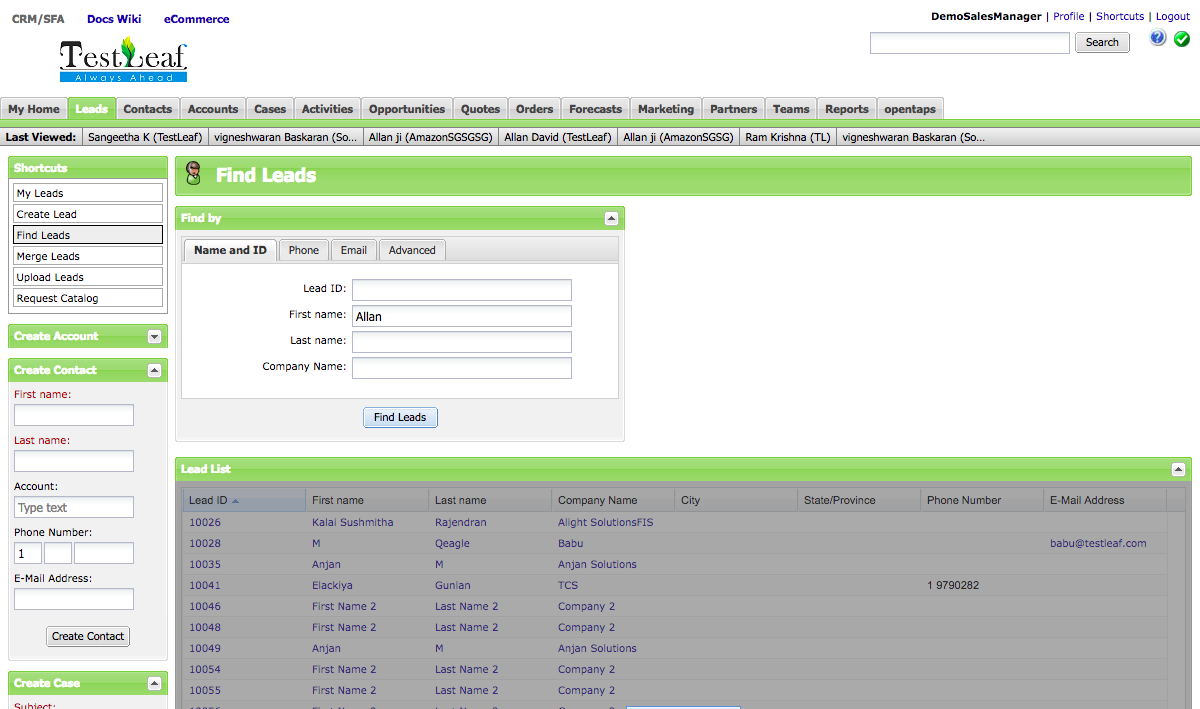 CRM/SFA Docs Wiki eCommerce
DemoSalesManager | Profile | Shortcuts | Logout
TestLeaf
Always Ahead
Search
My Home Leads Contacts Accounts Cases Activities Opportunities Quotes Orders Forecasts Marketing Partners Teams Reports opentaps
Last Viewed: Sangeetha K (TestLeaf) vigneshwaran Baskaran (So... Allan ji (AmazonSGSGSG) Allan David (TestLeaf) Allan ji (AmazonSGSG) Ram Krishna (TL) vigneshwaran Baskaran (So...
Shortcuts
My Leads
Create Lead
Find Leads
Merge Leads
Upload Leads
Request Catalog
Create Account
Create Contact
First name:
Last name:
Account:
Type text
Phone Number:
1
E-Mail Address:
Create Contact
Create Case
Subject:
Find Leads
Find by
Name and ID Phone Email Advanced
Lead ID:
First name: Allan
Last name:
Company Name:
Find Leads
Lead List
Lead ID First name Last name Company Name City State/Province Phone Number E-Mail Address
10026 Kalai Sushmitha Rajendran Alight SolutionsFIS
10028 M Qeagle Babu babu@testleaf.com
10035 Anjan M Anjan Solutions
10041 Elackiya Gunian TCS 1 9790282
10046 First Name 2 Last Name 2 Company 2
10048 First Name 2 Last Name 2 Company 2
10049 Anjan M Anjan Solutions
10054 First Name 2 Last Name 2 Company 2
10055 First Name 2 Last Name 2 Company 2
10056 First Name 2 Last Name 2 Company 2